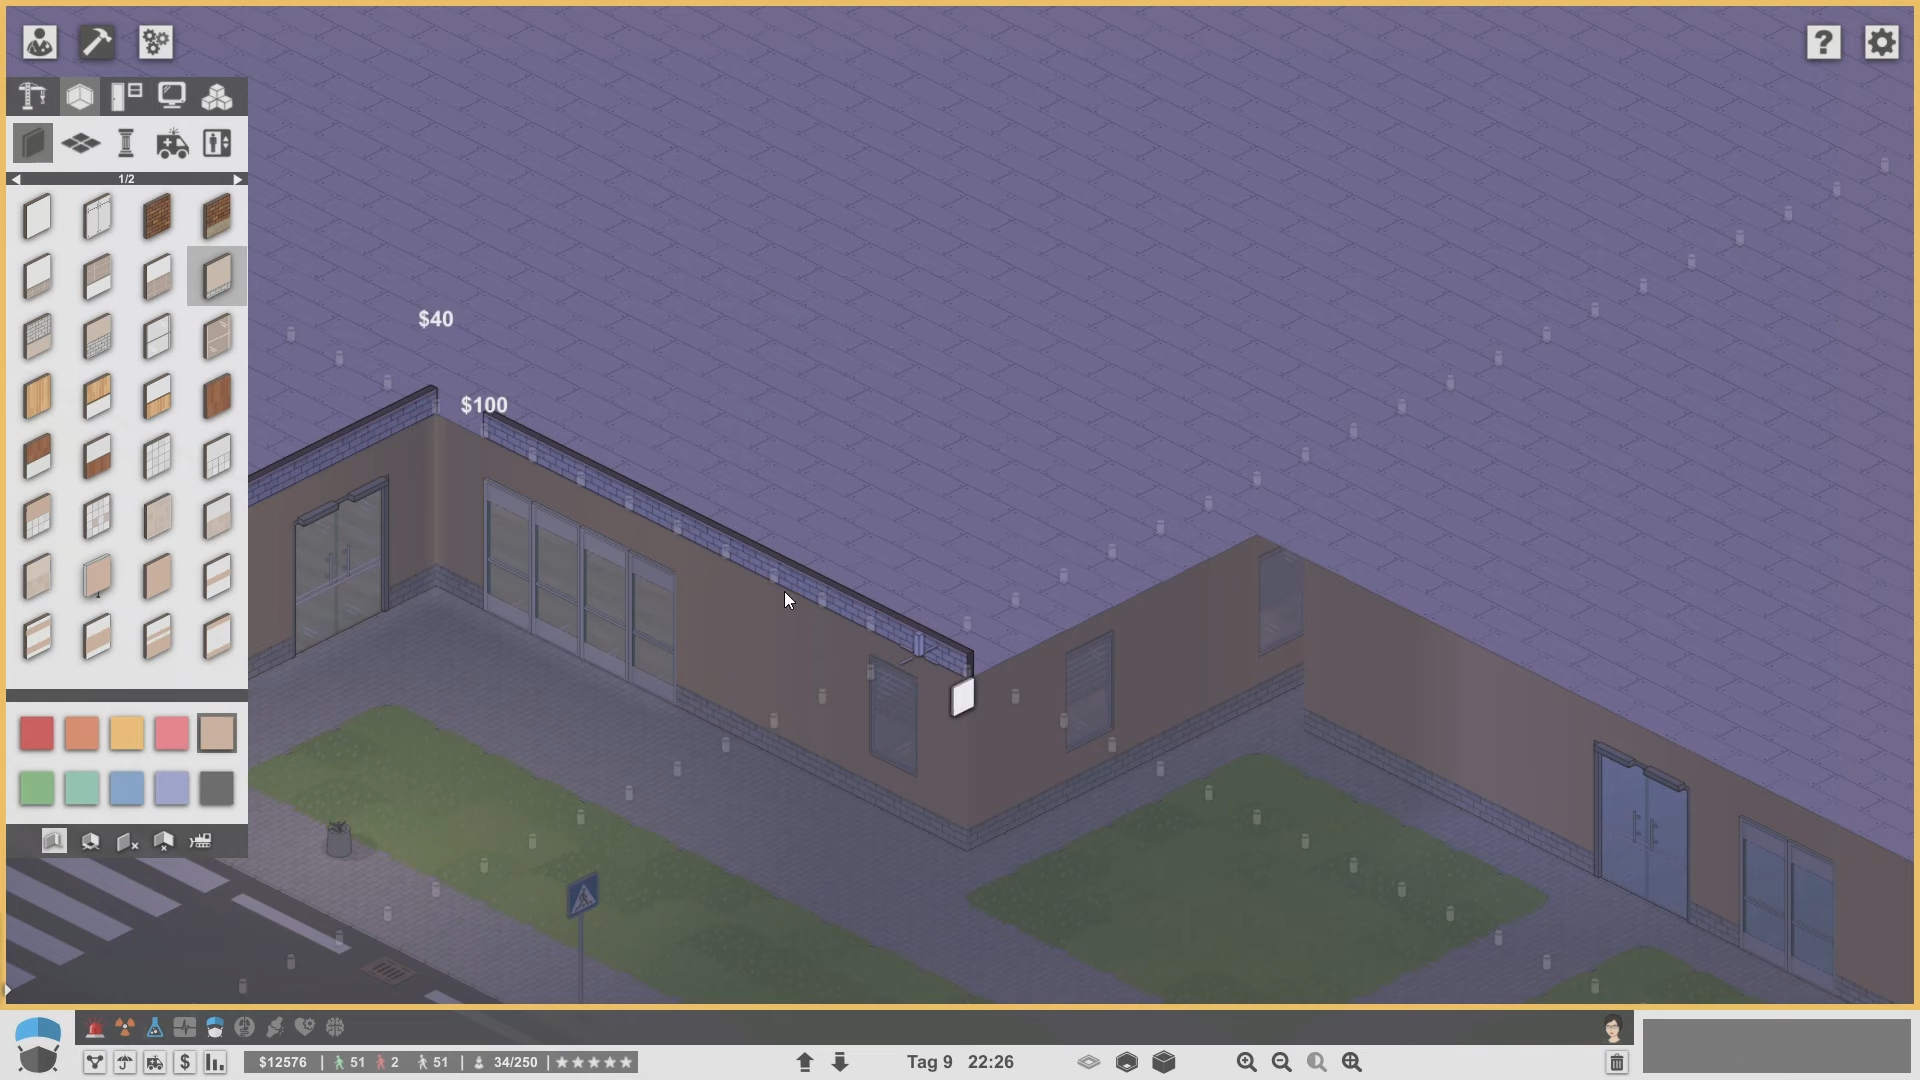 ?
1/2
$40
$100
$12576 | 51 2 | 51 | 34/250 |
$
Tag 9 22:26